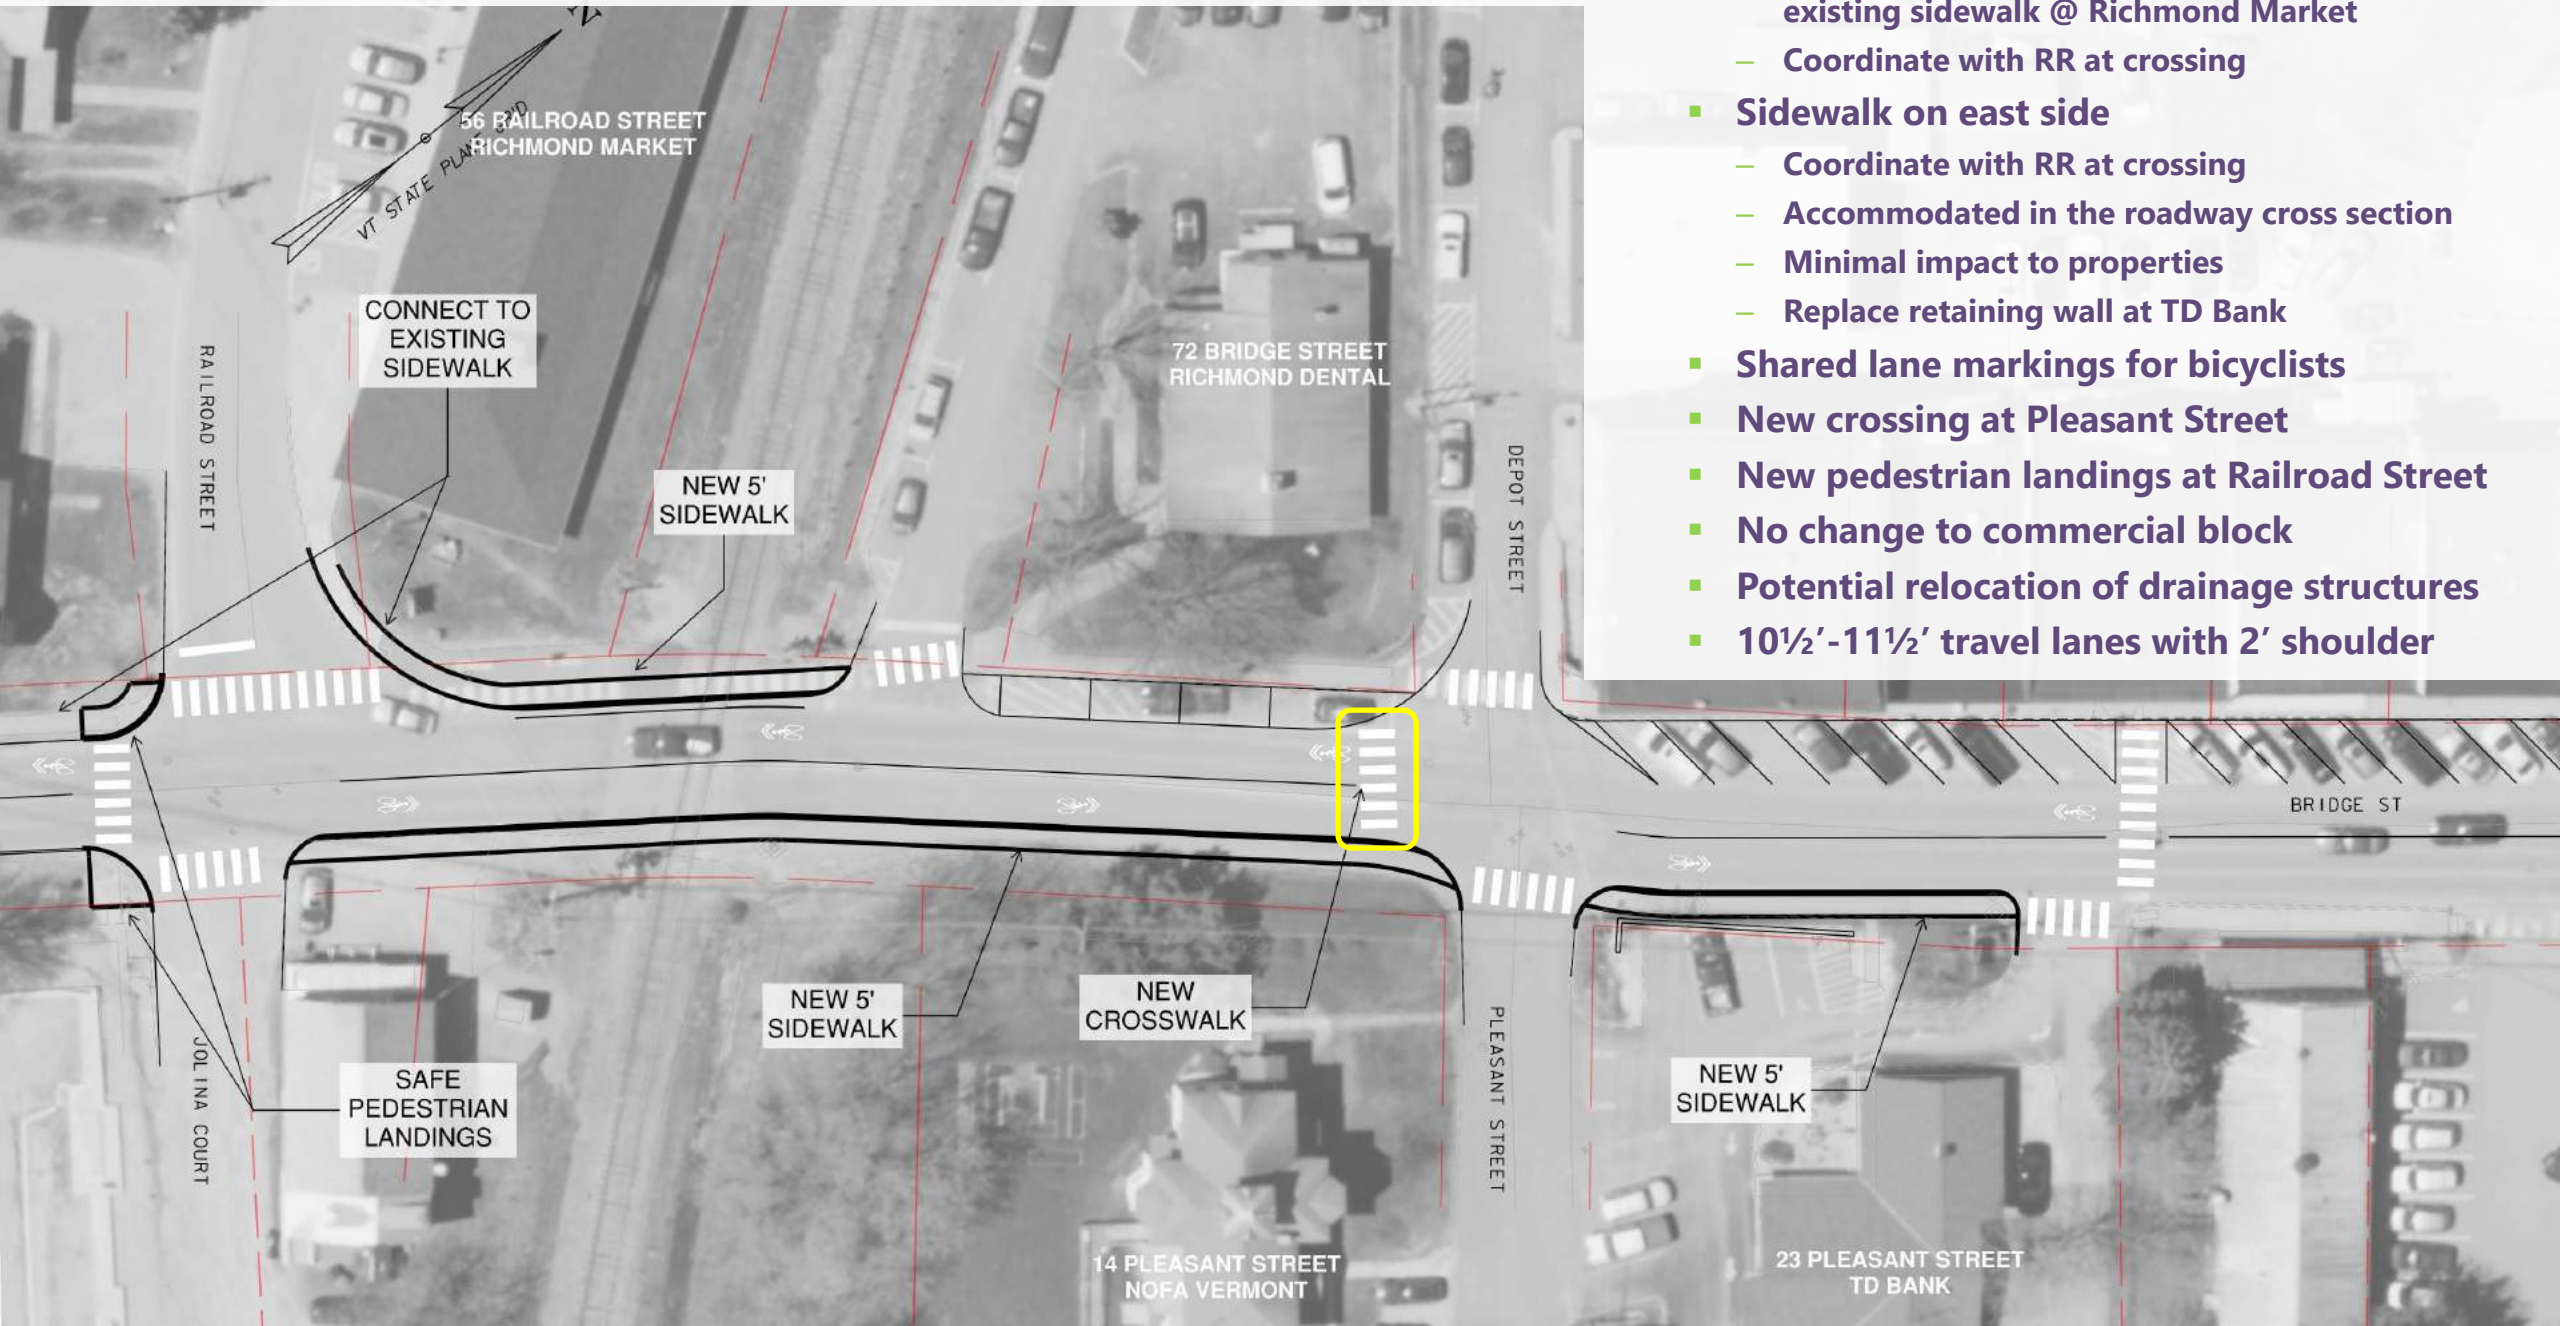 existing sidewalk @ Richmond Market
– Coordinate with RR at crossing
▪ Sidewalk on east side
– Coordinate with RR at crossing
– Accommodated in the roadway cross section
– Minimal impact to properties
– Replace retaining wall at TD Bank
▪ Shared lane markings for bicyclists
▪ New crossing at Pleasant Street
▪ New pedestrian landings at Railroad Street
▪ No change to commercial block
▪ Potential relocation of drainage structures
▪ 10½’-11½’ travel lanes with 2’ shoulder
N
VT STATE PLANE GRID
56 RAILROAD STREET
RICHMOND MARKET
CONNECT TO
EXISTING
SIDEWALK
RAILROAD STREET
NEW 5'
SIDEWALK
72 BRIDGE STREET
RICHMOND DENTAL
DEPOT STREET
BRIDGE ST
NEW 5'
SIDEWALK
NEW
CROSSWALK
SAFE
PEDESTRIAN
LANDINGS
JOLINA COURT
PLEASANT STREET
NEW 5'
SIDEWALK
14 PLEASANT STREET
NOFA VERMONT
23 PLEASANT STREET
TD BANK